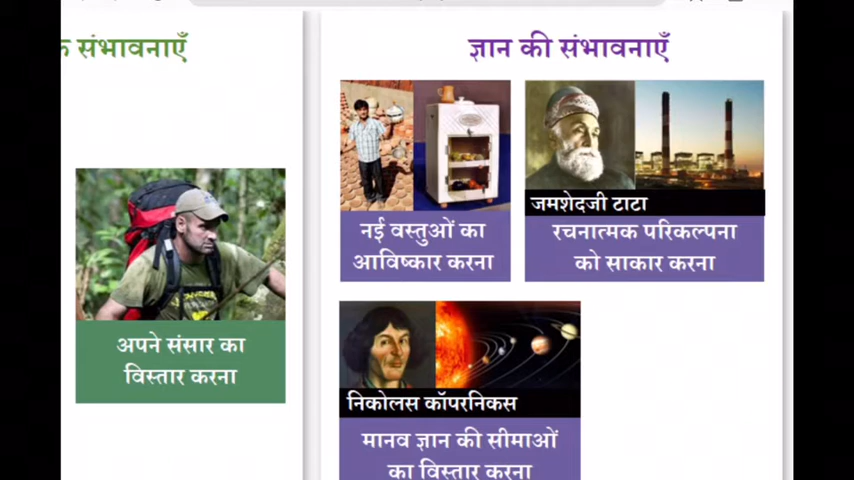 संभावनाएँ
अपने संसार का
विस्तार करना
ज्ञान की संभावनाएँ
नई वस्तुओं का
आविष्कार करना
जमशेदजी टाटा
रचनात्मक परिकल्पना
को साकार करना
निकोलस कॉपरनिकस
मानव ज्ञान की सीमाओं
का विस्तार करना